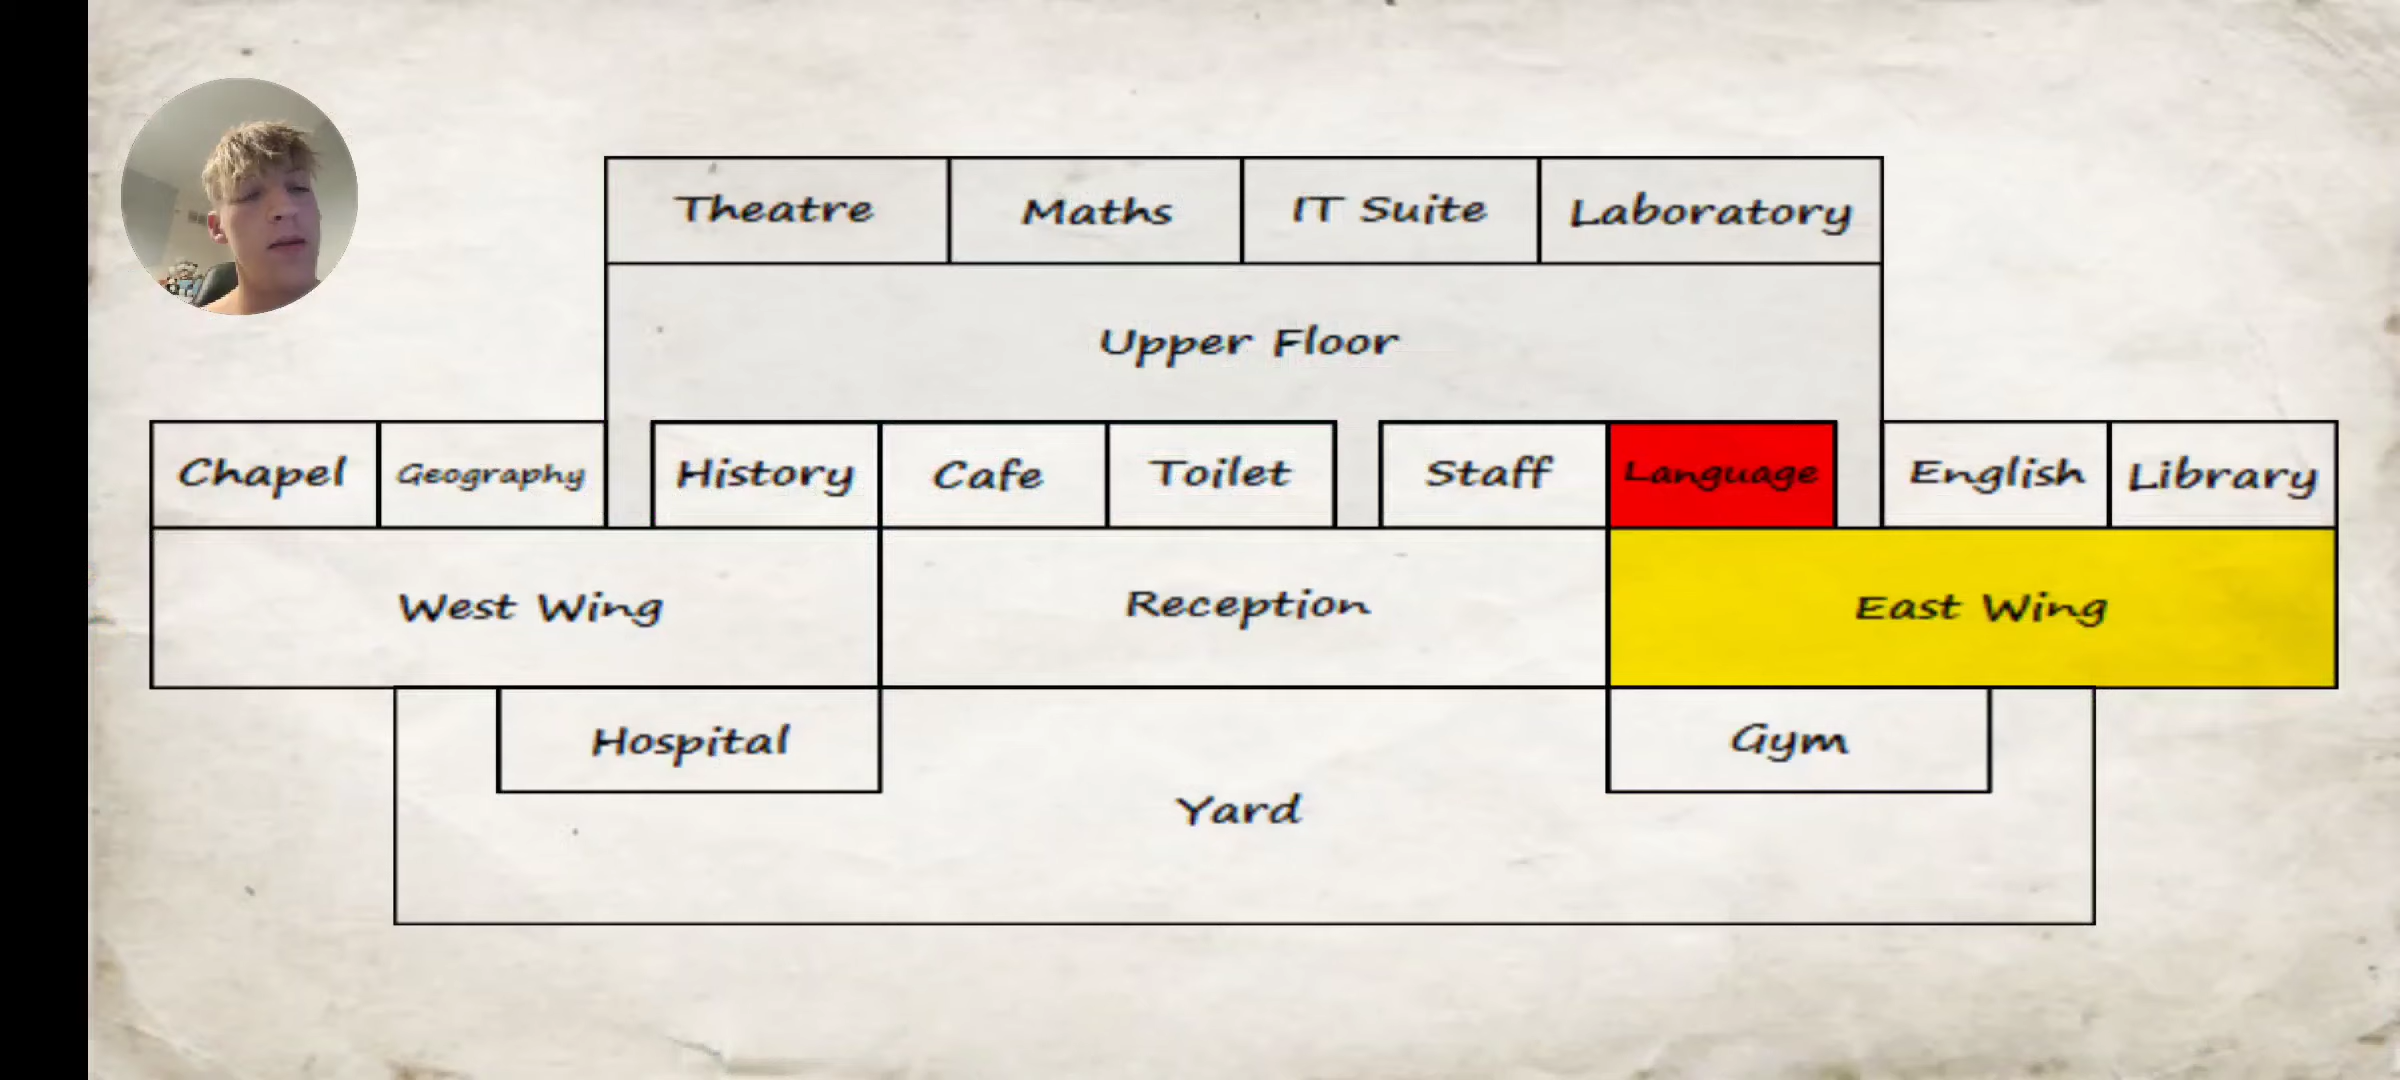 Theatre Maths IT Suite Laboratory
Upper Floor
Chapel Geography History Cafe Toilet Staff Language English Library
West Wing Reception East Wing
Hospital Gym
Yard